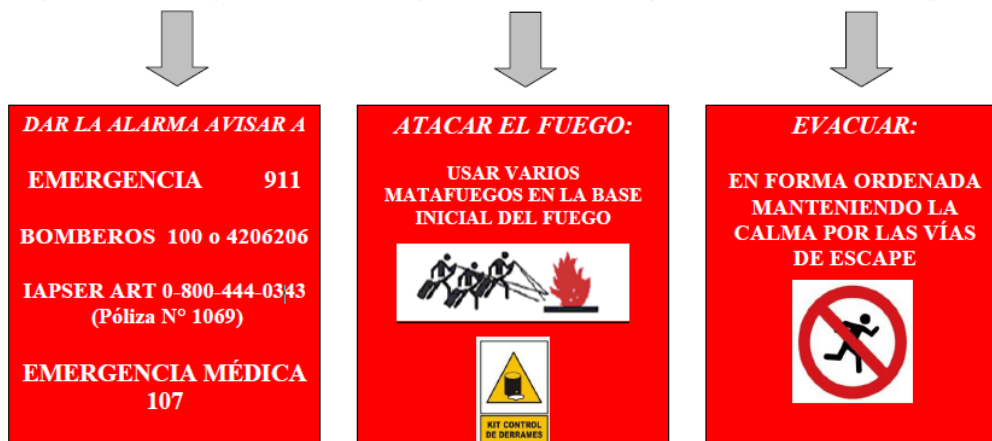 DAR LA ALARMA AVISAR A
EMERGENCIA 911
BOMBEROS 100 o 4206206
IAPSER ART 0-800-444-0343
(Póliza N° 1069)
EMERGENCIA MÉDICA
107
ATACAR EL FUEGO:
USAR VARIOS
MATAFUEGOS EN LA BASE
INICIAL DEL FUEGO
KIT CONTROL
DE DERRAMES
EVACUAR:
EN FORMA ORDENADA
MANTENIENDO LA
CALMA POR LAS VÍAS
DE ESCAPE